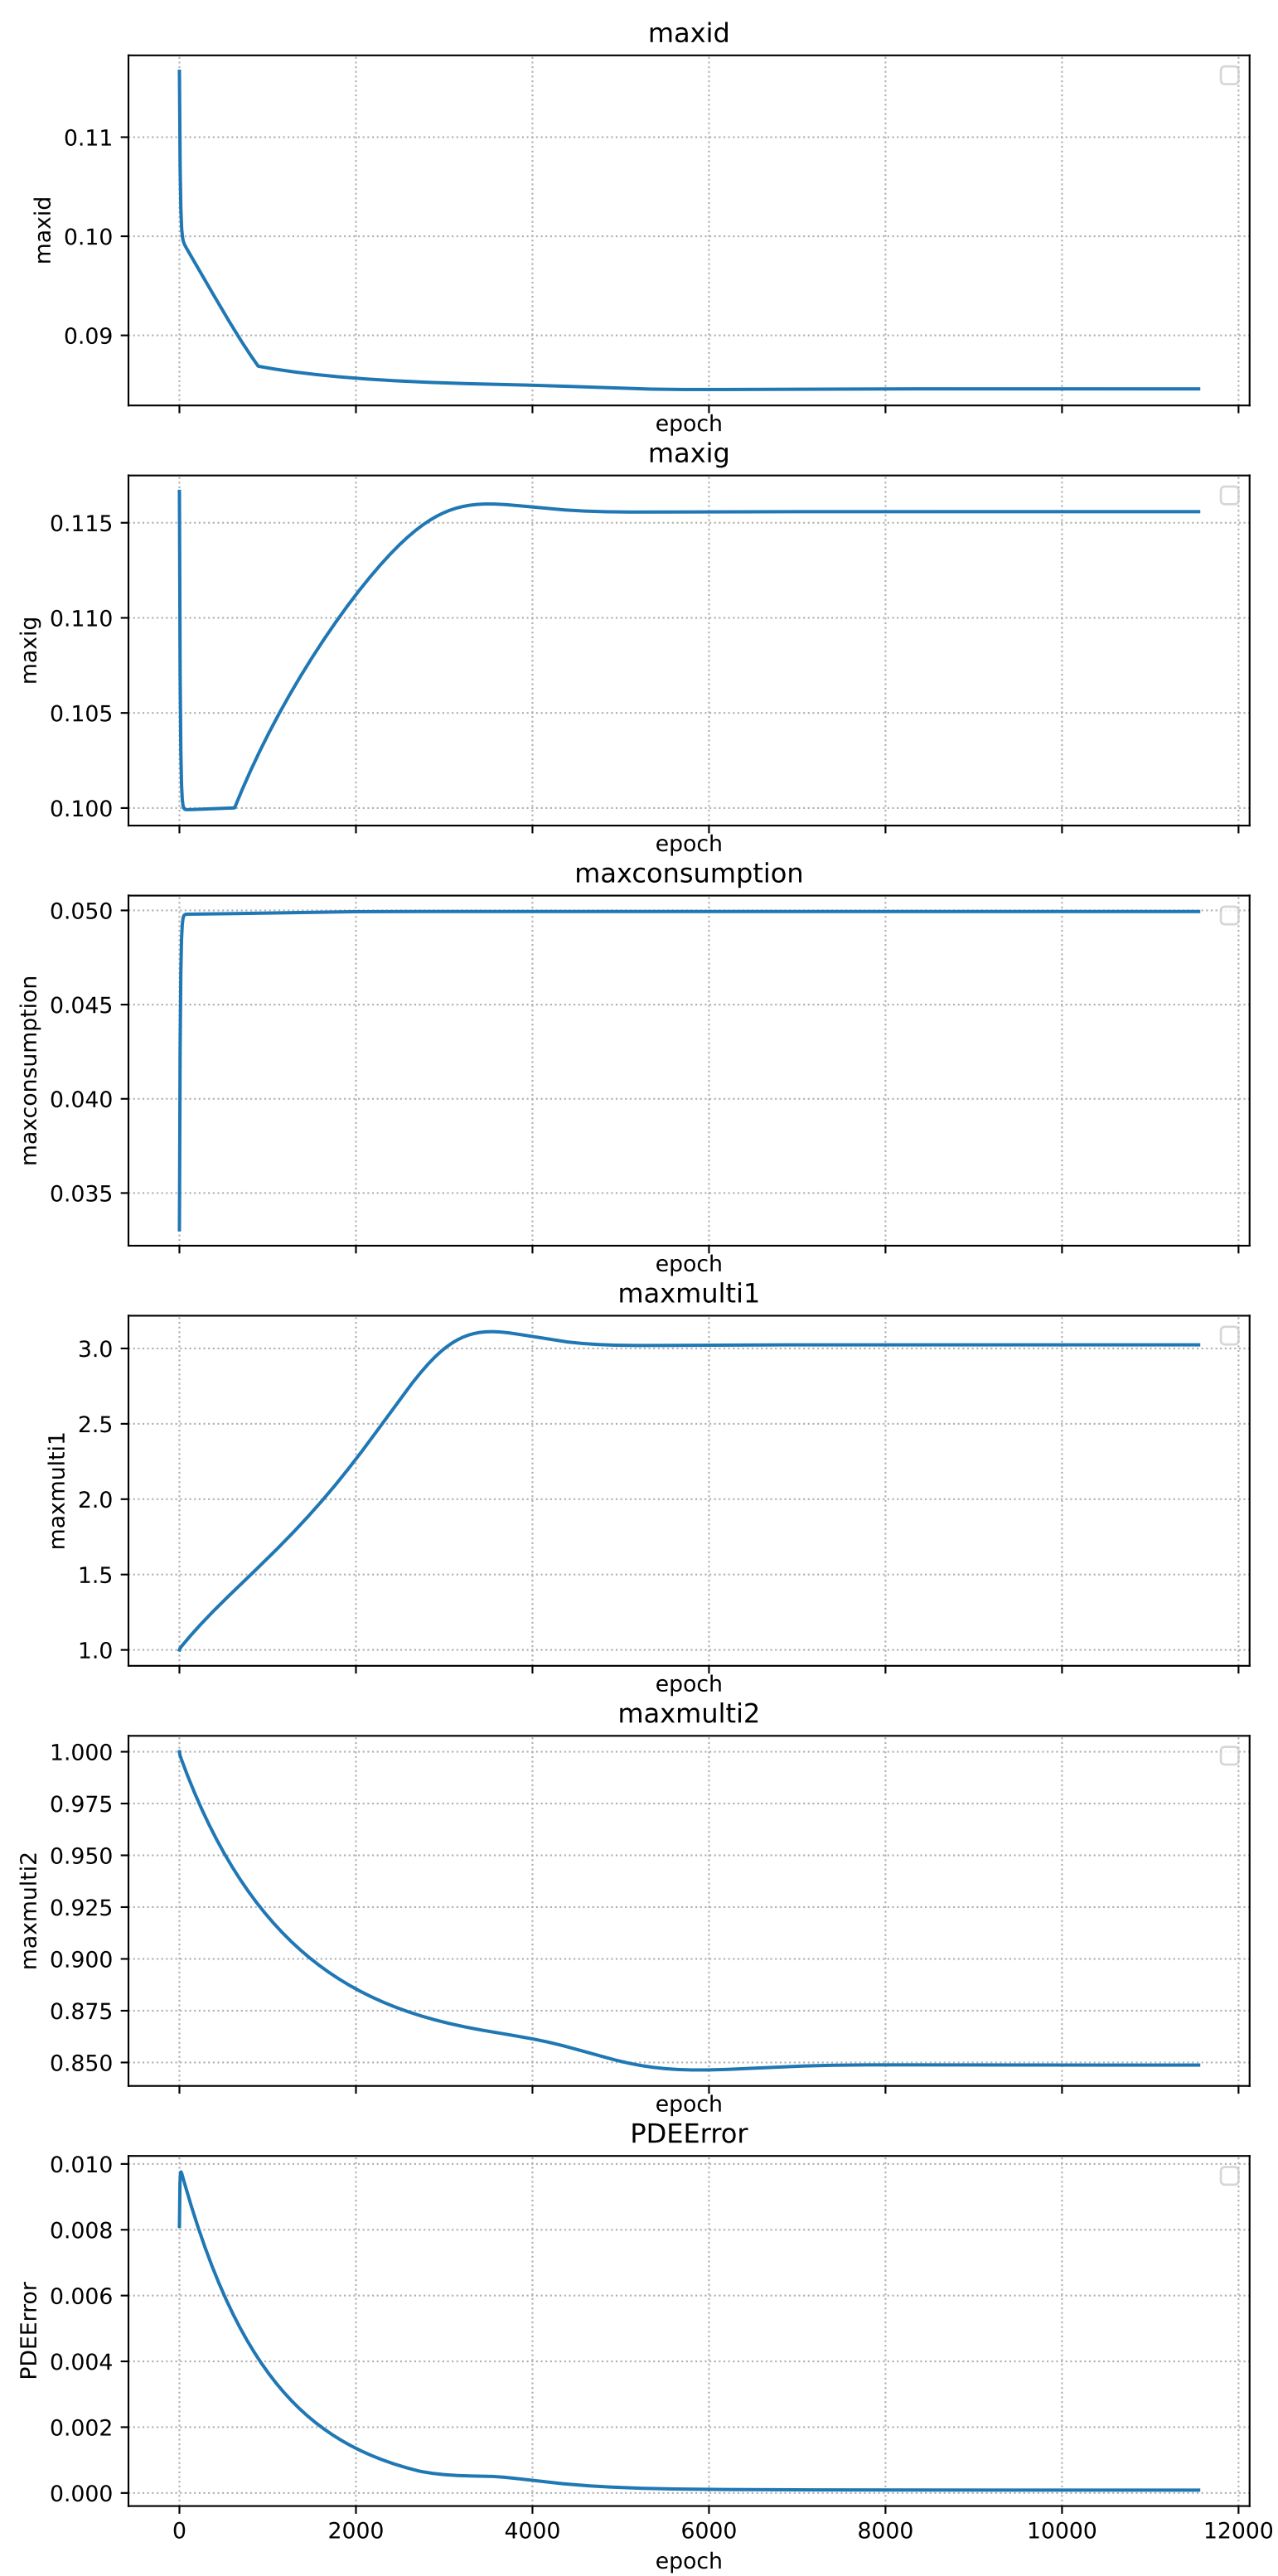 maxid
0.11
0.10
0.09
maxid
epoch
maxig
0.115
0.110
0.105
0.100
maxig
epoch
maxconsumption
0.050
0.045
0.040
0.035
maxconsumption
epoch
maxmulti1
3.0
2.5
2.0
1.5
1.0
maxmulti1
epoch
maxmulti2
1.000
0.975
0.950
0.925
0.900
0.875
0.850
maxmulti2
epoch
PDEError
0.010
0.008
0.006
0.004
0.002
0.000
PDEError
0 2000 4000 6000 8000 10000 12000
epoch